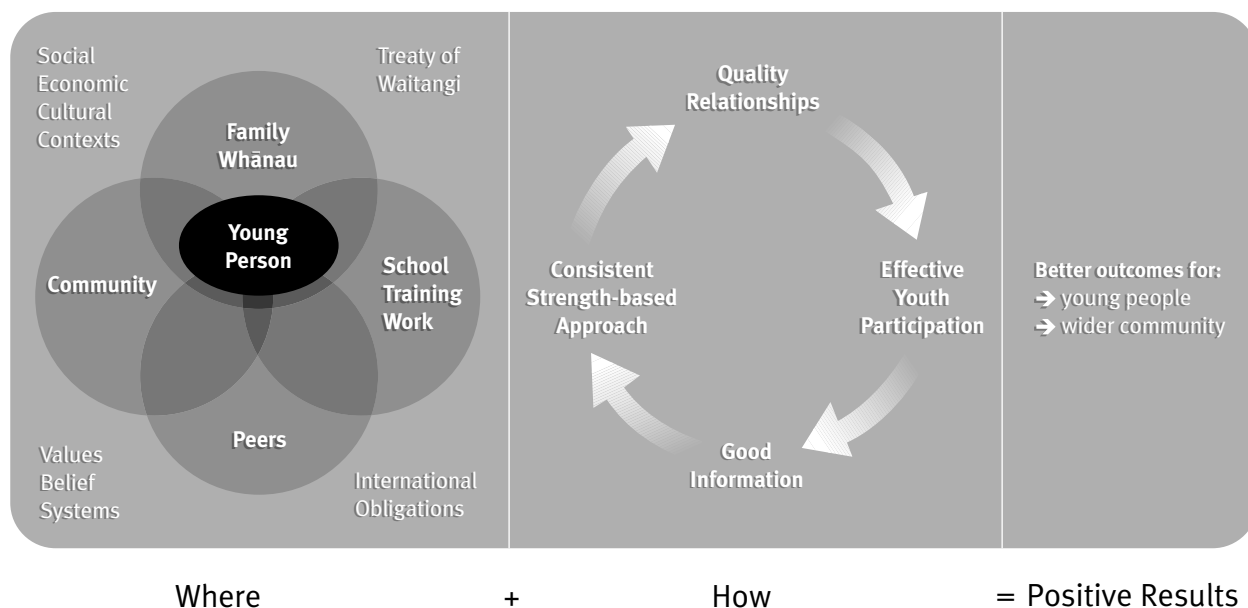 Social
Economic
Cultural
Contexts
Treaty of
Waitangi
Family
Whānau
Young
Person
Community
School
Training
Work
Peers
Values
Belief
Systems
International
Obligations
Quality
Relationships
Consistent
Strength-based
Approach
Effective
Youth
Participation
Good
Information
Better outcomes for:
➔ young people
➔ wider community
Where + How = Positive Results